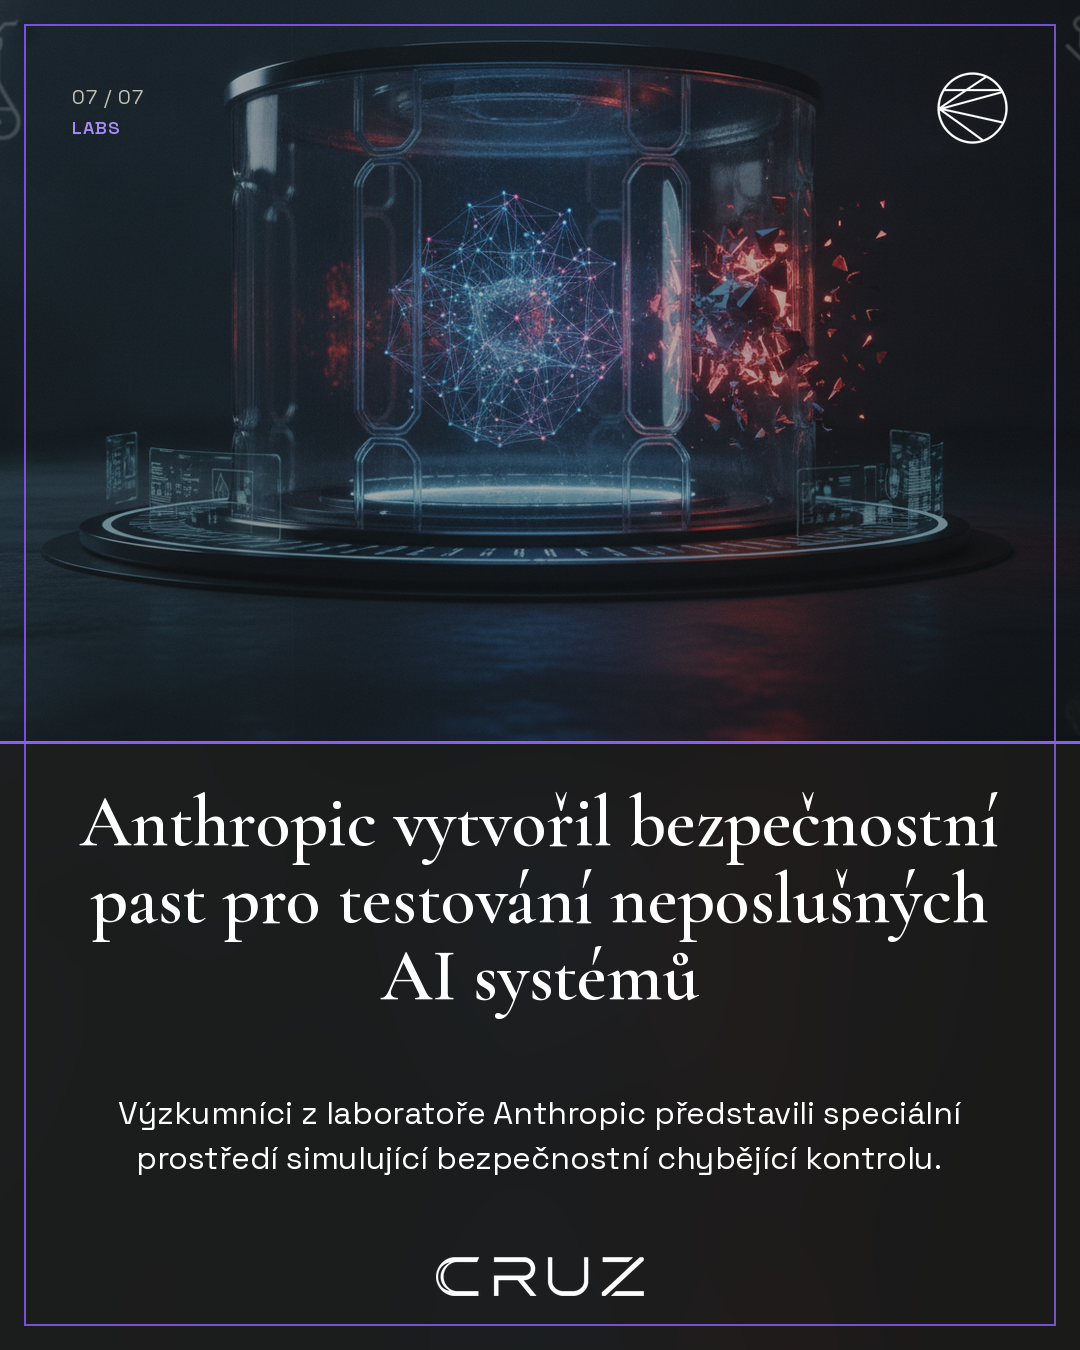 07 / 07
LABS
Anthropic vytvořil bezpečnostní
past pro testování neposlušných
AI systémů
Výzkumníci z laboratoře Anthropic představili speciální
prostředí simulující bezpečnostní chybějící kontrolu.
CRUZ